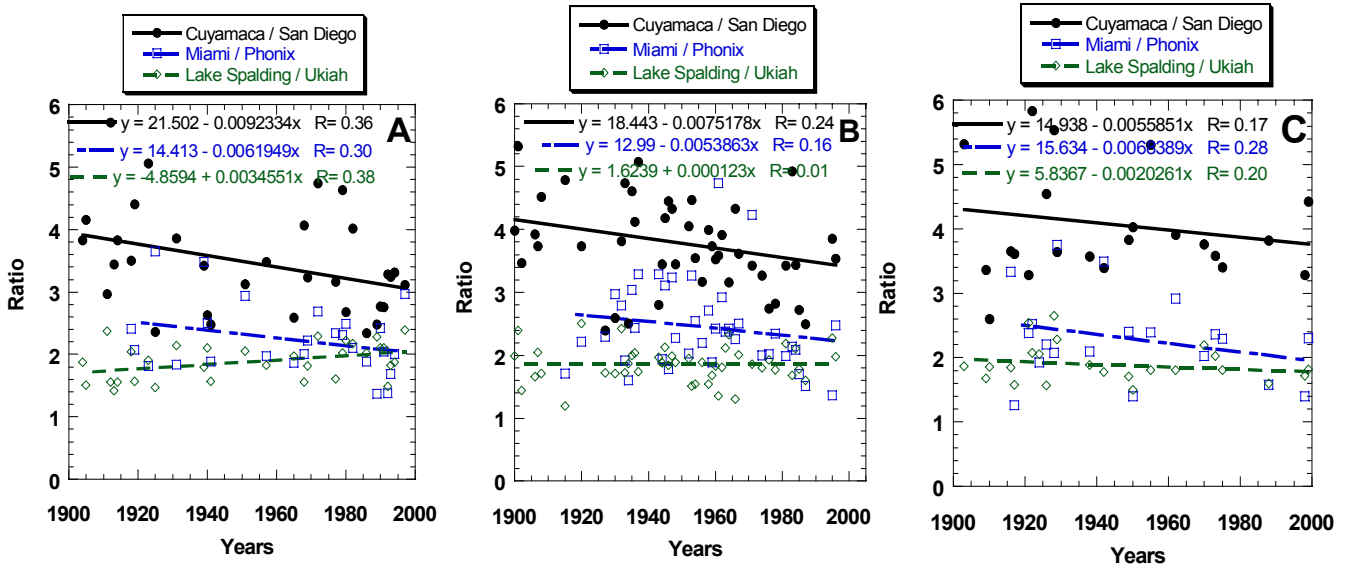 Cuyamaca / San Diego
Miami / Phonix
Lake Spalding / Ukiah
A
y = 21.502 - 0.0092334x R= 0.36
y = 14.413 - 0.0061949x R= 0.30
y = -4.8594 + 0.0034551x R= 0.38
Ratio
6
5
4
3
2
1
0
1900 1920 1940 1960 1980 2000
Years
Cuyamaca / San Diego
Miami / Phonix
Lake Spalding / Ukiah
B
y = 18.443 - 0.0075178x R= 0.24
y = 12.99 - 0.0053863x R= 0.16
y = 1.6239 + 0.000123x R= 0.01
Ratio
6
5
4
3
2
1
0
1900 1920 1940 1960 1980 2000
Years
Cuyamaca / San Diego
Miami / Phonix
Lake Spalding / Ukiah
C
y = 14.938 - 0.0055851x R= 0.17
y = 15.634 - R= 0.28
y = 5.8367 - 0.0020261x R= 0.20
Ratio
6
5
4
3
2
1
0
1900 1920 1940 1960 1980 2000
Years